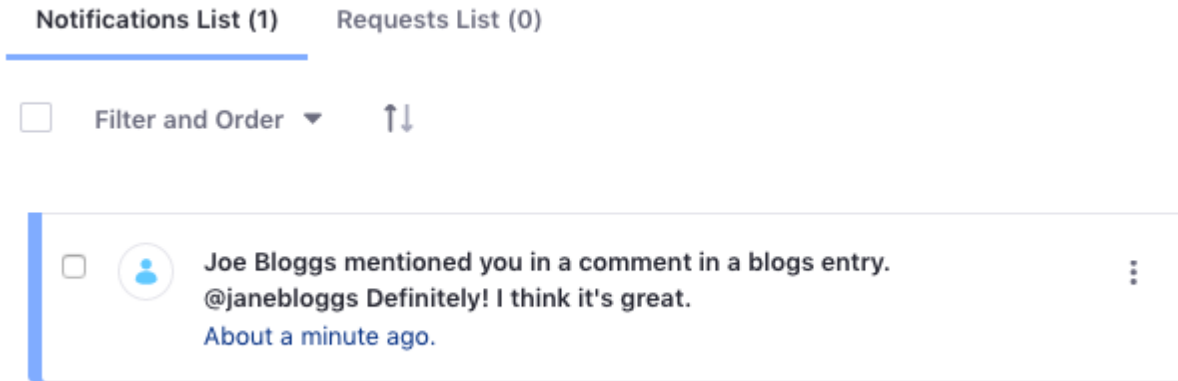 Notifications List (1) Requests List (0)
Filter and Order
Joe Bloggs mentioned you in a comment in a blogs entry.
@janebloggs Definitely! I think it's great.
About a minute ago.